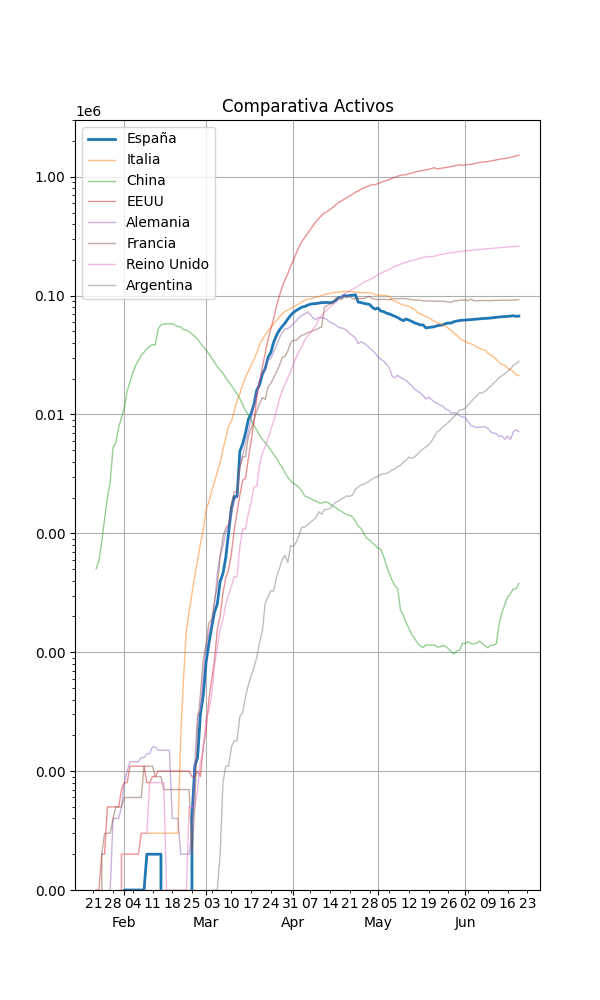 Comparativa Activos
1e6
España
Italia
China
EEUU
Alemania
Francia
Reino Unido
Argentina
1.00
0.10
0.01
0.00
0.00
0.00
0.00
21 28 04 11 18 25 03 10 17 24 31 07 14 21 28 05 12 19 26 02 09 16 23
Feb Mar Apr May Jun